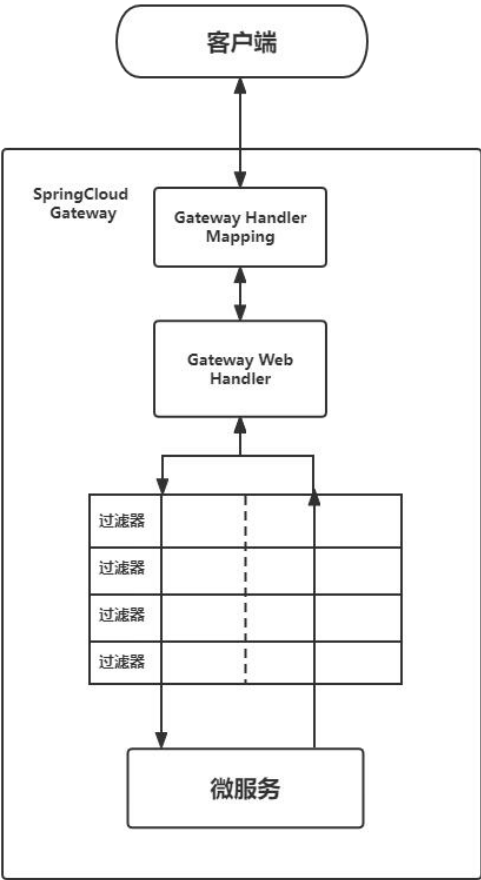 客户端
SpringCloud
Gateway
Gateway Handler
Mapping
Gateway Web
Handler
过滤器
过滤器
过滤器
过滤器
微服务